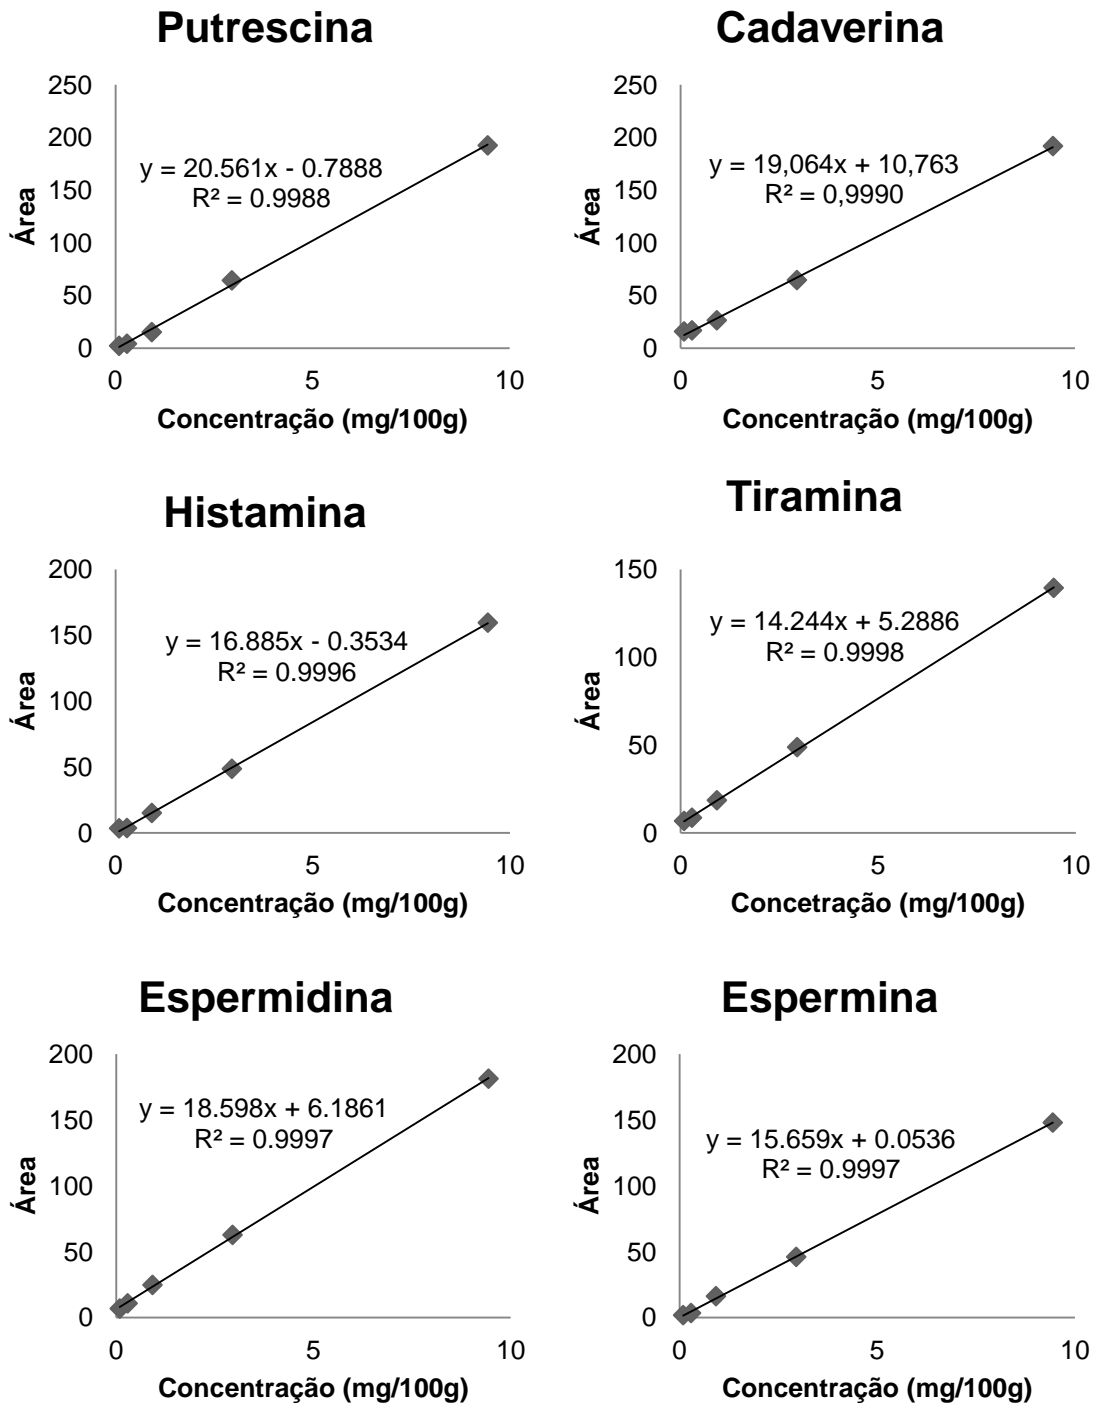 Putrescina
250
200
150
100
50
0
Área
y = 20.561x - 0.7888
R² = 0.9988
0 5 10
Concentração (mg/100g)
Cadaverina
250
200
150
100
50
0
Área
y = 19,064x + 10,763
R² = 0,9990
0 5 10
Concentração (mg/100g)
Histamina
200
150
100
50
0
Área
y = 16.885x - 0.3534
R² = 0.9996
0 5 10
Concentração (mg/100g)
Tiramina
150
100
50
0
Área
y = 14.244x + 5.2886
R² = 0.9998
0 5 10
Concetração (mg/100g)
Espermidina
200
150
100
50
0
Área
y = 18.598x + 6.1861
R² = 0.9997
0 5 10
Concentração (mg/100g)
Espermina
200
150
100
50
0
Área
y = 15.659x + 0.0536
R² = 0.9997
0 5 10
Concentração (mg/100g)